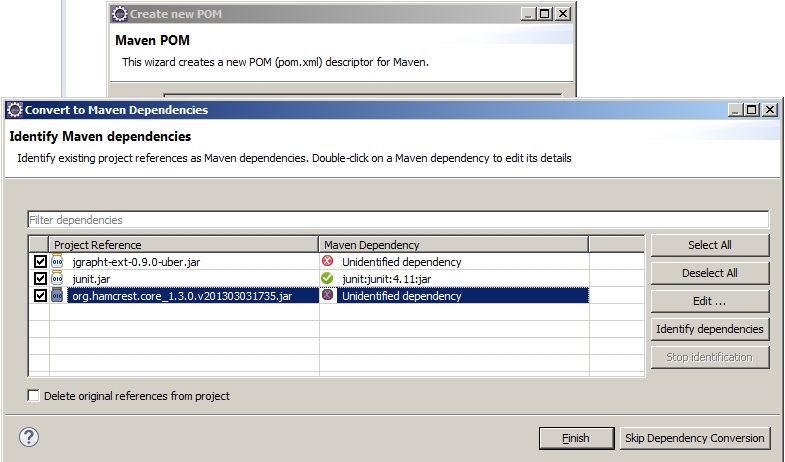 Create new POM
Maven POM
This wizard creates a new POM (pom.xml) descriptor for Maven.
Convert to Maven Dependencies
Identify Maven dependencies
Identify existing project references as Maven dependencies. Double-click on a Maven dependency to edit its details
Filter dependencies
Project Reference Maven Dependency
jgrapht-ext-0.9.0-uber.jar Unidentified dependency
junit.jar junit:junit:4.11:jar
org.hamcrest.core_1.3.0.v201303031735.jar Unidentified dependency
Select All
Deselect All
Edit ...
Identify dependencies
Stop identification
Delete original references from project
Finish Skip Dependency Conversion